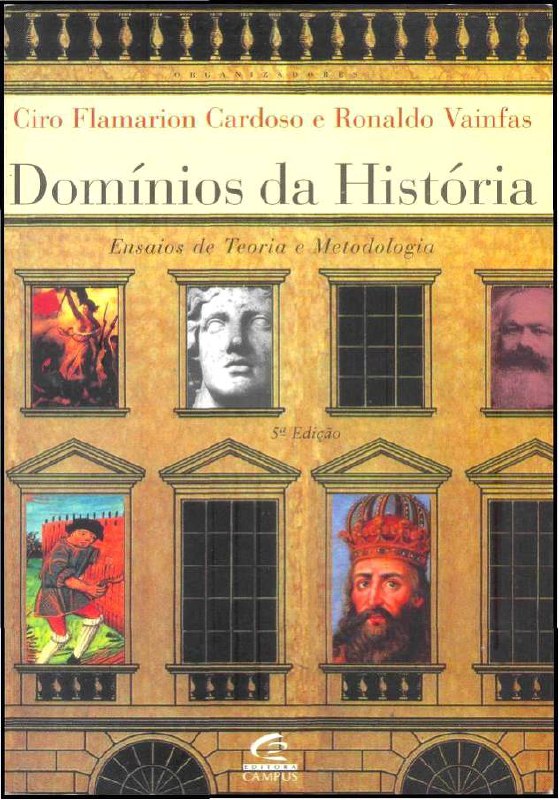 ORGANIZADORES
Ciro Flamarion Cardoso e Ronaldo Vainfas
Domínios da História
Ensaios de Teoria e Metodologia
5ª Edição
EDITORA
CAMPUS